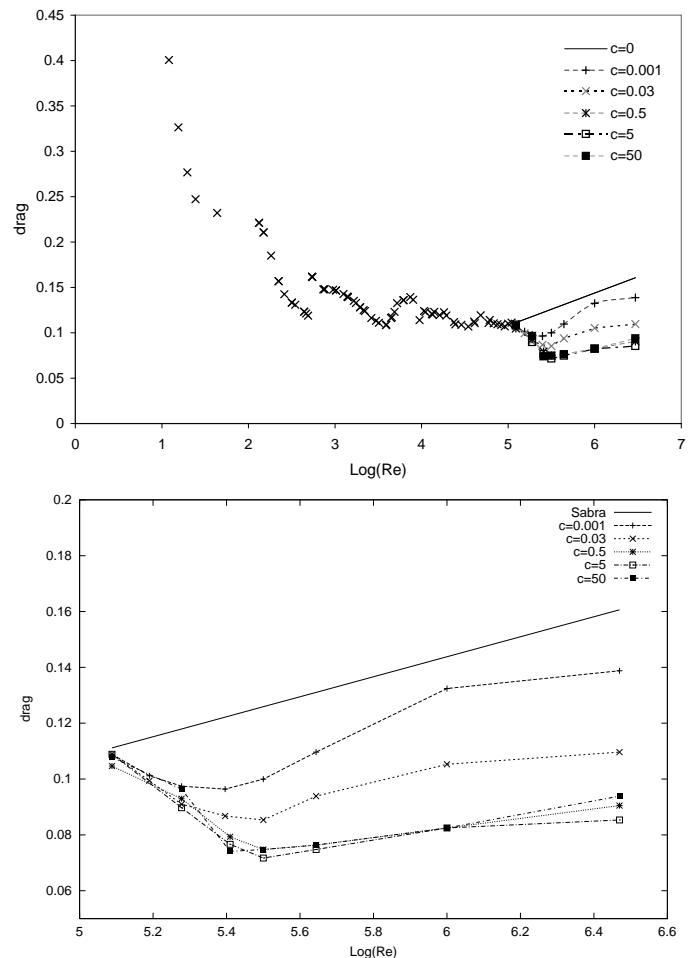 0.45
0.4
0.35
0.3
0.25
0.2
0.15
0.1
0.05
0
drag
0 1 2 3 4 5 6 7
Log(Re)
c=0
c=0.001
c=0.03
c=0.5
c=5
c=50
0.2
0.18
0.16
0.14
0.12
0.1
0.08
0.06
drag
5 5.2 5.4 5.6 5.8 6 6.2 6.4 6.6
Log(Re)
Sabra
c=0.001
c=0.03
c=0.5
c=5
c=50